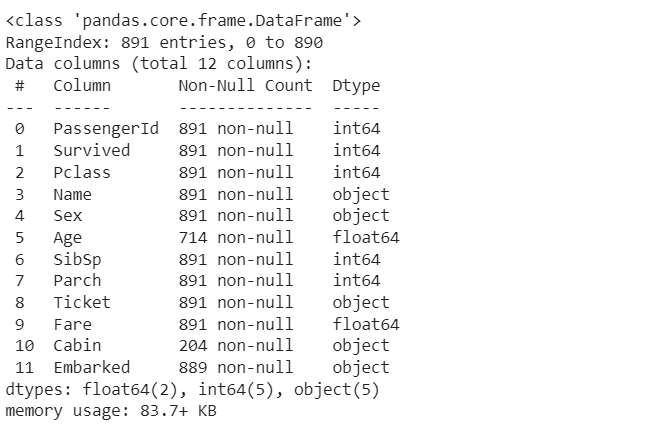 <class 'pandas.core.frame.DataFrame'>
RangeIndex: 891 entries, 0 to 890
Data columns (total 12 columns):
 #   Column       Non-Null Count  Dtype
---  ------       --------------  -----
 0   PassengerId  891 non-null    int64
 1   Survived     891 non-null    int64
 2   Pclass       891 non-null    int64
 3   Name         891 non-null    object
 4   Sex          891 non-null    object
 5   Age          714 non-null    float64
 6   SibSp        891 non-null    int64
 7   Parch        891 non-null    int64
 8   Ticket       891 non-null    object
 9   Fare         891 non-null    float64
 10  Cabin        204 non-null    object
 11  Embarked     889 non-null    object
dtypes: float64(2), int64(5), object(5)
memory usage: 83.7+ KB